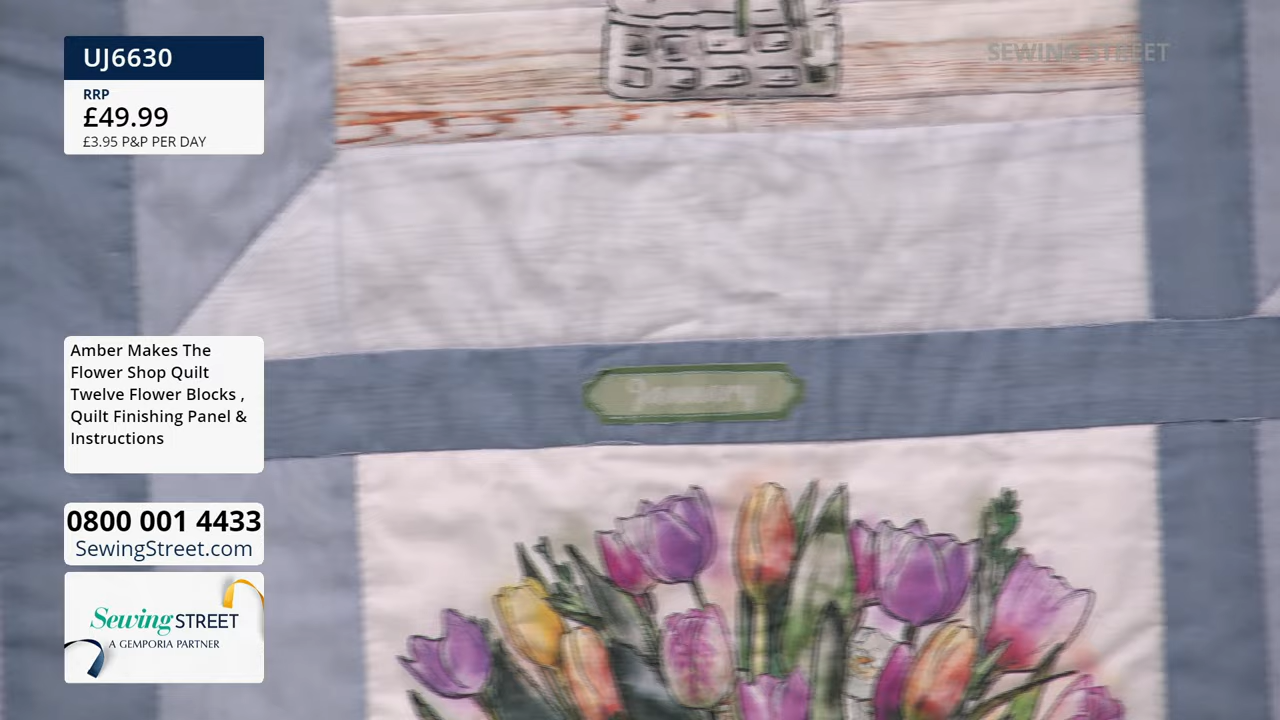 UJ6630
RRP
£49.99
£3.95 P&P PER DAY
SEWING STREET
Amber Makes The
Flower Shop Quilt
Twelve Flower Blocks ,
Quilt Finishing Panel &
Instructions
January
0800 001 4433
SewingStreet.com
Sewing STREET
A GEMPORIA PARTNER